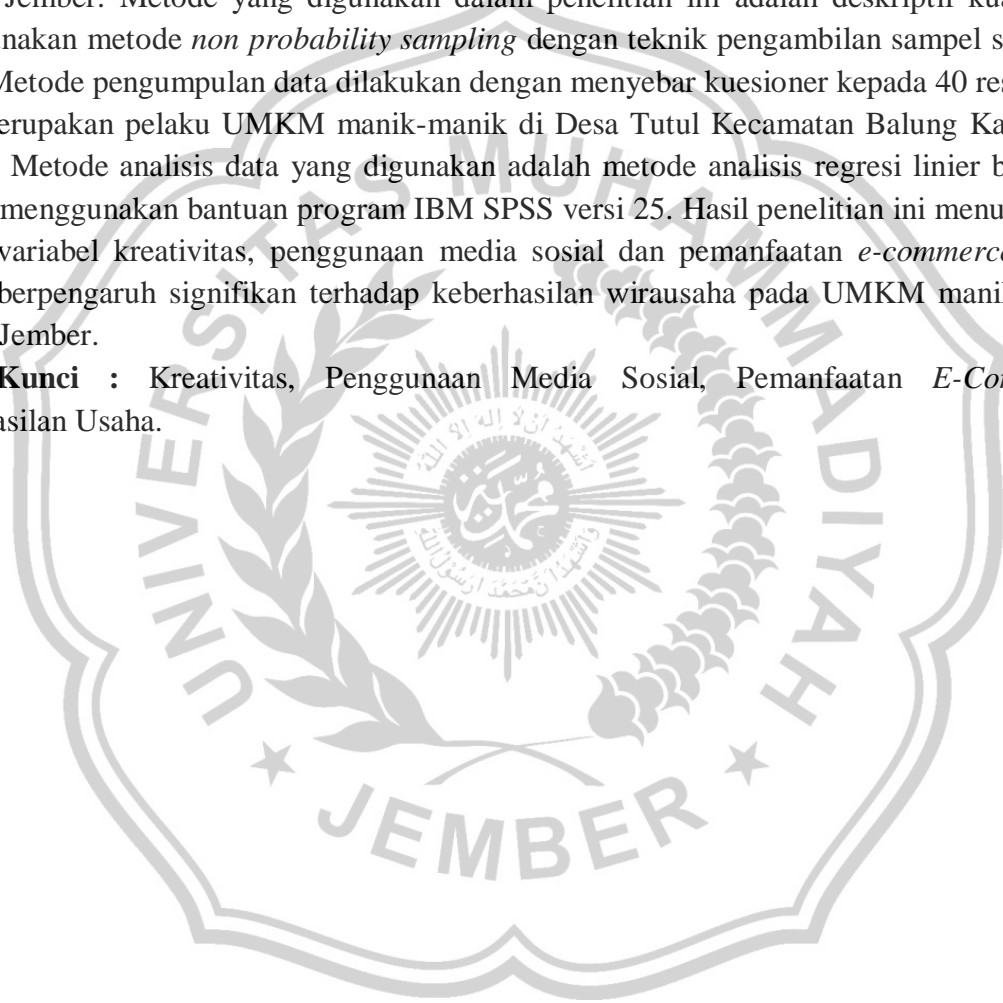 Jember. Metode yang digunakan dalam penelitian ini adalah deskriptif kua
nakan metode non probability sampling dengan teknik pengambilan sampel s
Metode pengumpulan data dilakukan dengan menyebar kuesioner kepada 40 res
erupakan pelaku UMKM manik-manik di Desa Tutul Kecamatan Balung Ka
Metode analisis data yang digunakan adalah metode analisis regresi linier b
menggunakan bantuan program IBM SPSS versi 25. Hasil penelitian ini menu
variabel kreativitas, penggunaan media sosial dan pemanfaatan e-commerc
berpengaruh signifikan terhadap keberhasilan wirausaha pada UMKM manik
Jember.
Kunci : Kreativitas, Penggunaan Media Sosial, Pemanfaatan E-Con
asilan Usaha.
UNIVERSITAS MUHAMMADIYAH
JEMBER